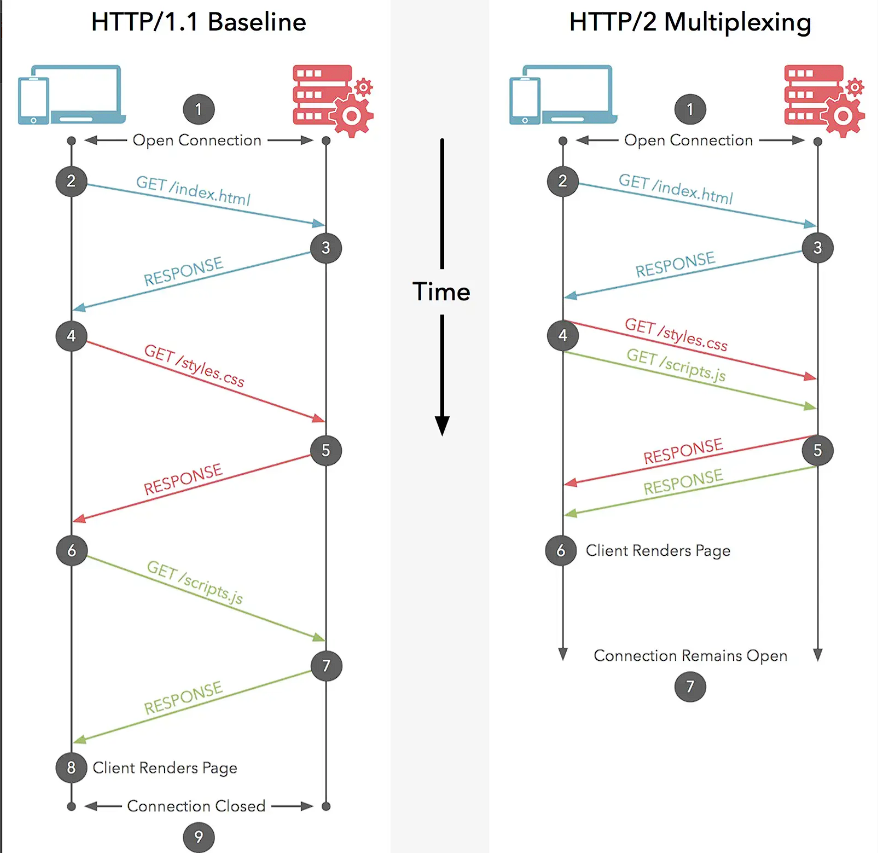 HTTP/1.1 Baseline
1
Open Connection
2
GET /index.html
3
RESPONSE
4
GET /styles.css
5
RESPONSE
6
GET /scripts.js
7
RESPONSE
8
Client Renders Page
Connection Closed
9
Time
HTTP/2 Multiplexing
1
Open Connection
2
GET /index.html
3
RESPONSE
4
GET /styles.css
GET /scripts.js
5
RESPONSE
RESPONSE
6
Client Renders Page
Connection Remains Open
7